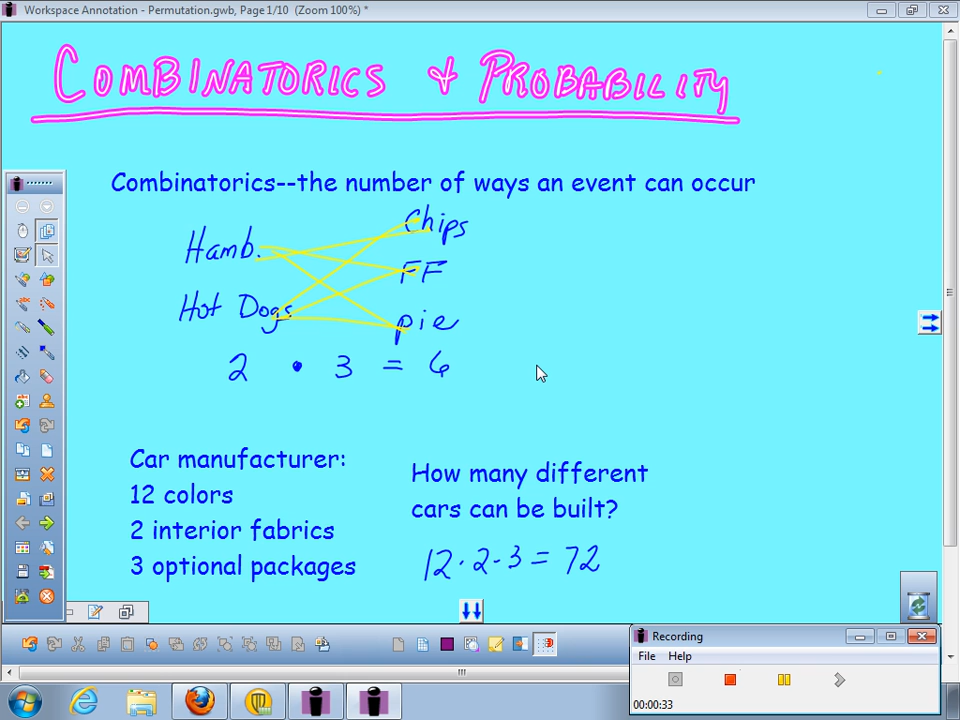 Workspace Annotation - Permutation.gwb, Page 1/10 (Zoom 100%) *
COMBINATORICS & PROBABILITY
Combinatorics--the number of ways an event can occur
Hamb. Chips
FF
Hot Dogs pie
2 • 3 = 6
Car manufacturer:
12 colors
2 interior fabrics
3 optional packages
How many different
cars can be built?
12·2·3 = 72
Recording
File Help
00:00:33